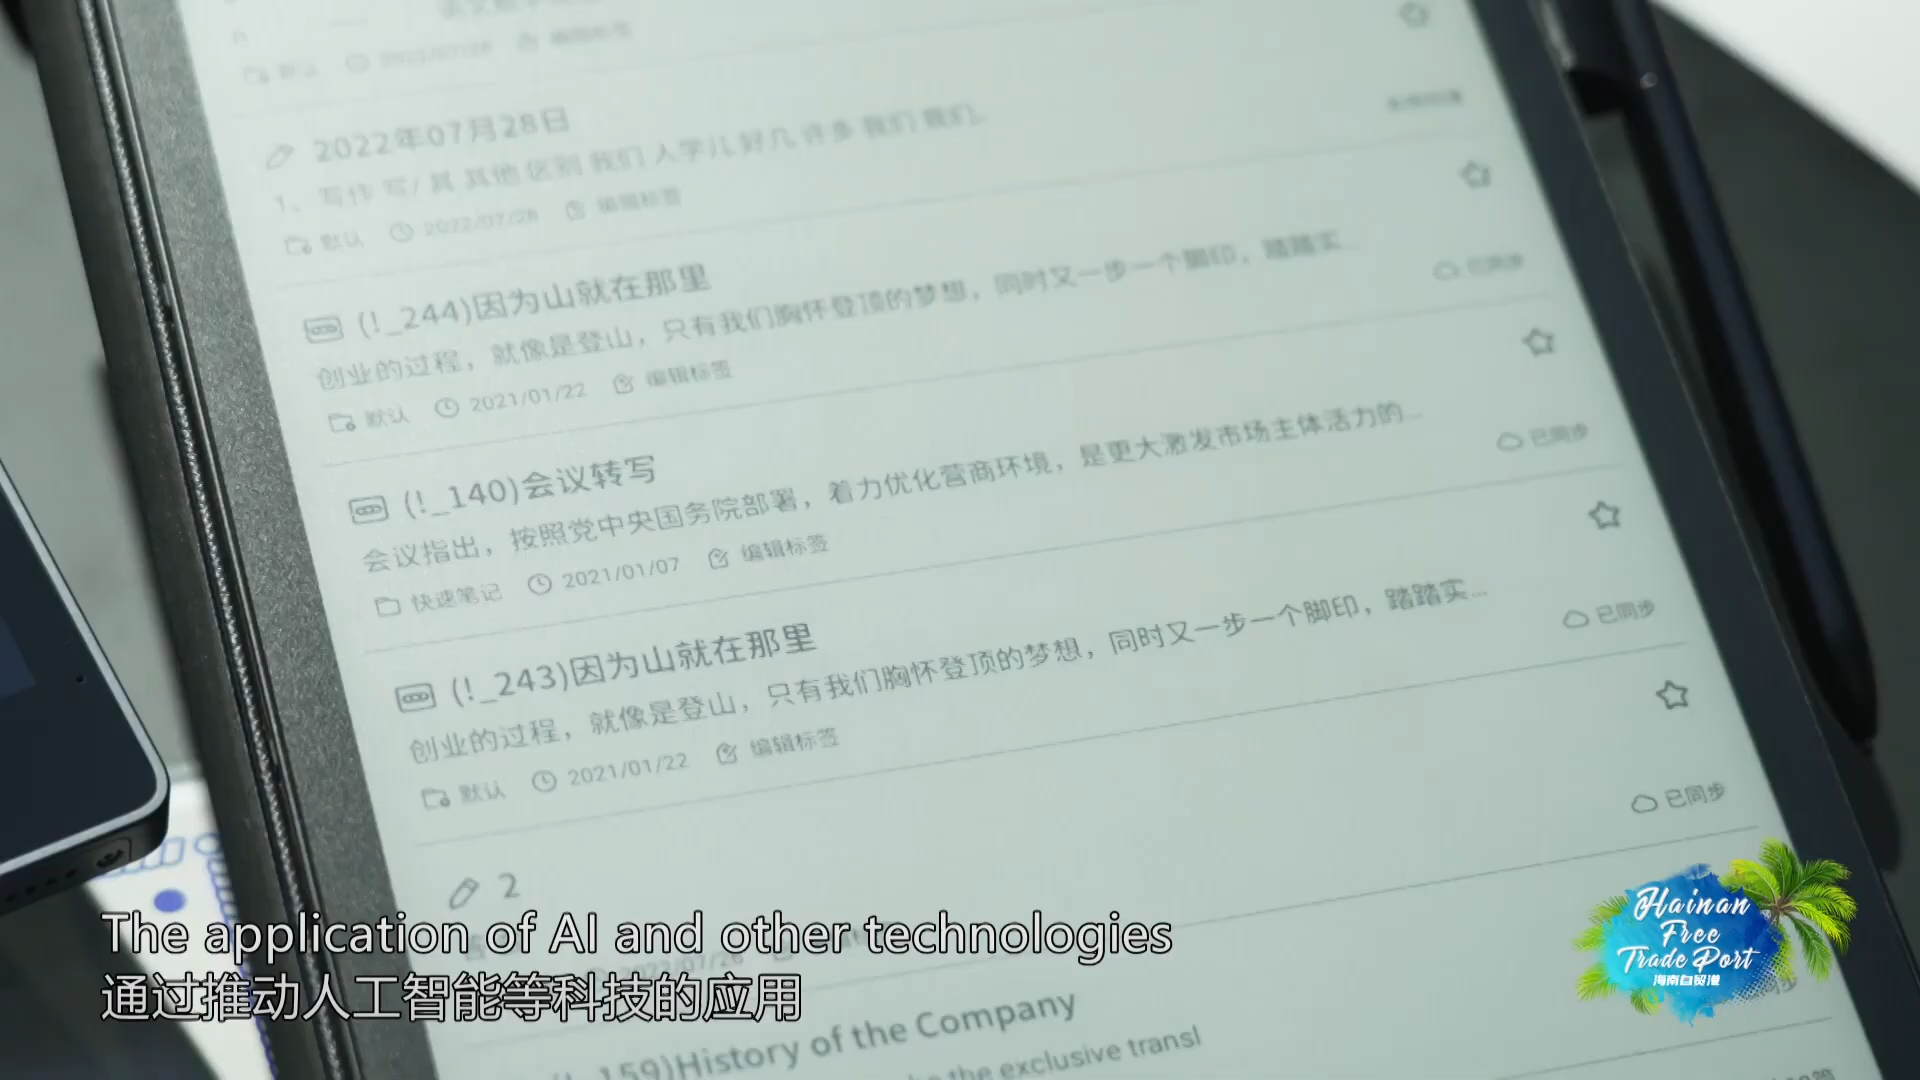 2022年07月28日
1、写作 写/ 其 其他 区别 我们 入学儿 好几 许多 我们 我们.
默认 2022/07/28 编辑标签
(!_244)因为山就在那里
创业的过程，就像是登山，只有我们胸怀登顶的梦想，同时又一步一个脚印，踏踏实...
已同步
默认 2021/01/22 编辑标签
(!_140)会议转写
会议指出，按照党中央国务院部署，着力优化营商环境，是更大激发市场主体活力的...
已同步
快速笔记 2021/01/07 编辑标签
(!_243)因为山就在那里
创业的过程，就像是登山，只有我们胸怀登顶的梦想，同时又一步一个脚印，踏踏实...
已同步
默认 2021/01/22 编辑标签
已同步
2
The application of AI and other technologies
通过推动人工智能等科技的应用
159)History of the Company
the exclusive transl
Hainan
Free
Trade Port
海南自贸港